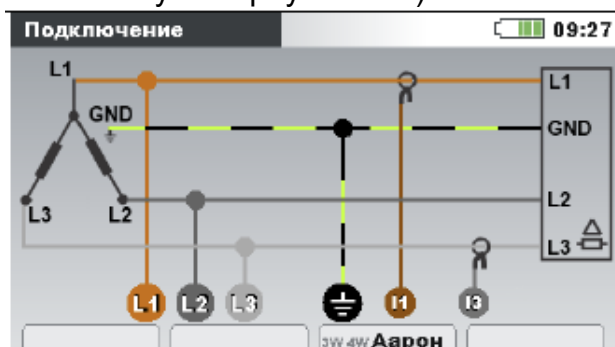 Подключение 09:27
L1 L1
GND GND
L3 L2 L2
L3
L1 L2 L3 I1 I3
3W 4W Аарон